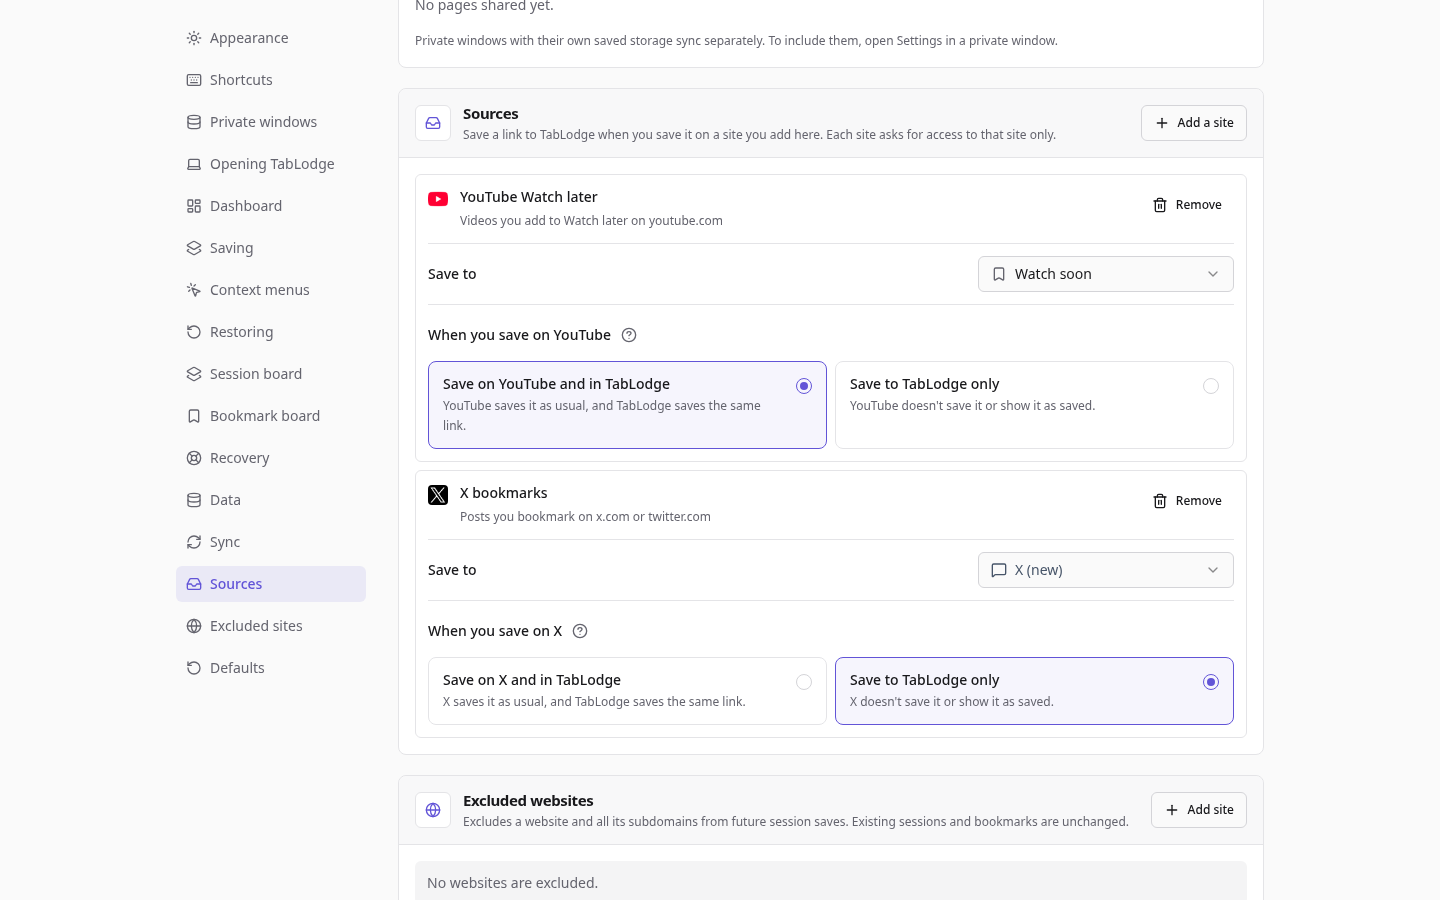 No pages shared yet.
Private windows with their own saved storage sync separately. To include them, open Settings in a private window.
Appearance
Shortcuts
Private windows
Opening TabLodge
Dashboard
Saving
Context menus
Restoring
Session board
Bookmark board
Recovery
Data
Sync
Sources
Excluded sites
Defaults
Sources
Save a link to TabLodge when you save it on a site you add here. Each site asks for access to that site only.
Add a site
YouTube Watch later
Videos you add to Watch later on youtube.com
Remove
Save to
Watch soon
When you save on YouTube
Save on YouTube and in TabLodge
YouTube saves it as usual, and TabLodge saves the same
link.
Save to TabLodge only
YouTube doesn't save it or show it as saved.
X bookmarks
Posts you bookmark on x.com or twitter.com
Remove
Save to
X (new)
When you save on X
Save on X and in TabLodge
X saves it as usual, and TabLodge saves the same link.
Save to TabLodge only
X doesn't save it or show it as saved.
Excluded websites
Excludes a website and all its subdomains from future session saves. Existing sessions and bookmarks are unchanged.
Add site
No websites are excluded.